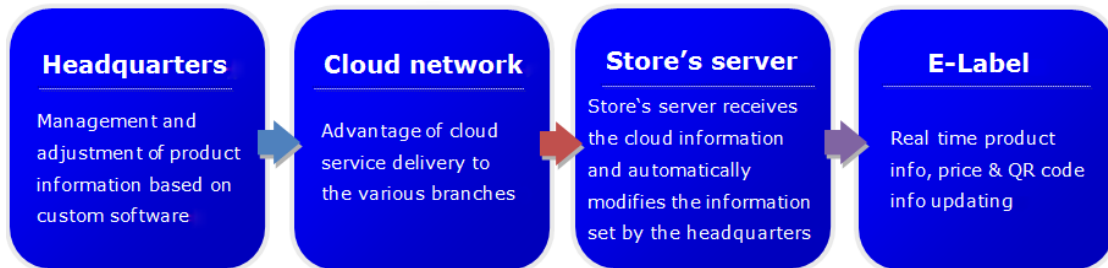 Headquarters
Management and
adjustment of product
information based on
custom software
Cloud network
Advantage of cloud
service delivery to
the various branches
Store’s server
Store‛s server receives
the cloud information
and automatically
modifies the information
set by the headquarters
E-Label
Real time product
info, price & QR code
info updating